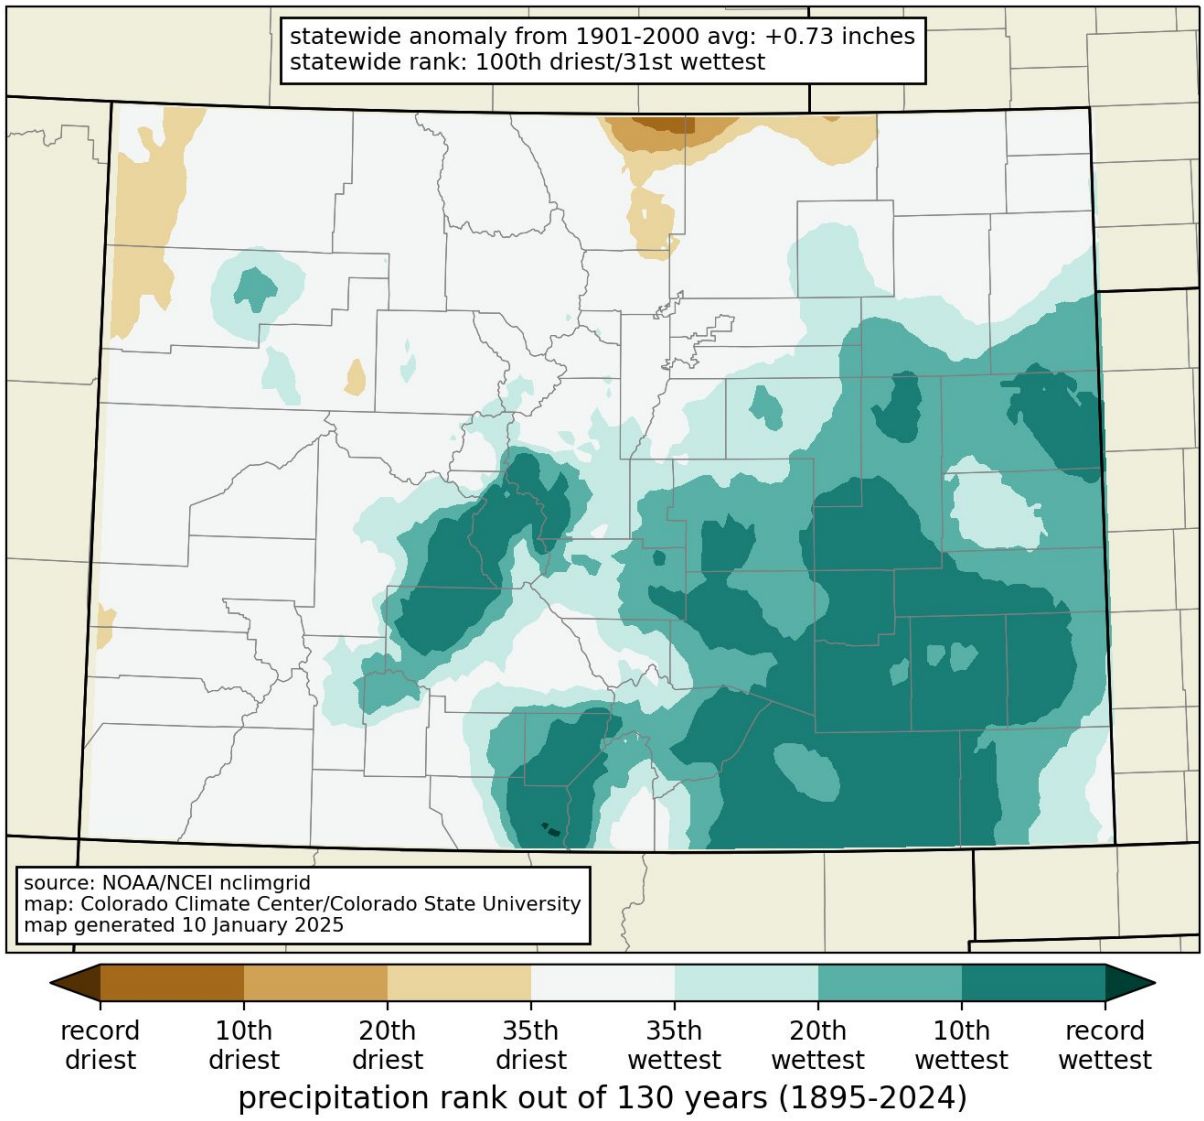 statewide anomaly from 1901-2000 avg: +0.73 inches
statewide rank: 100th driest/31st wettest
source: NOAA/NCEI nclimgrid
map: Colorado Climate Center/Colorado State University
map generated 10 January 2025
record driest
10th driest
20th driest
35th driest
35th wettest
20th wettest
10th wettest
record wettest
precipitation rank out of 130 years (1895-2024)